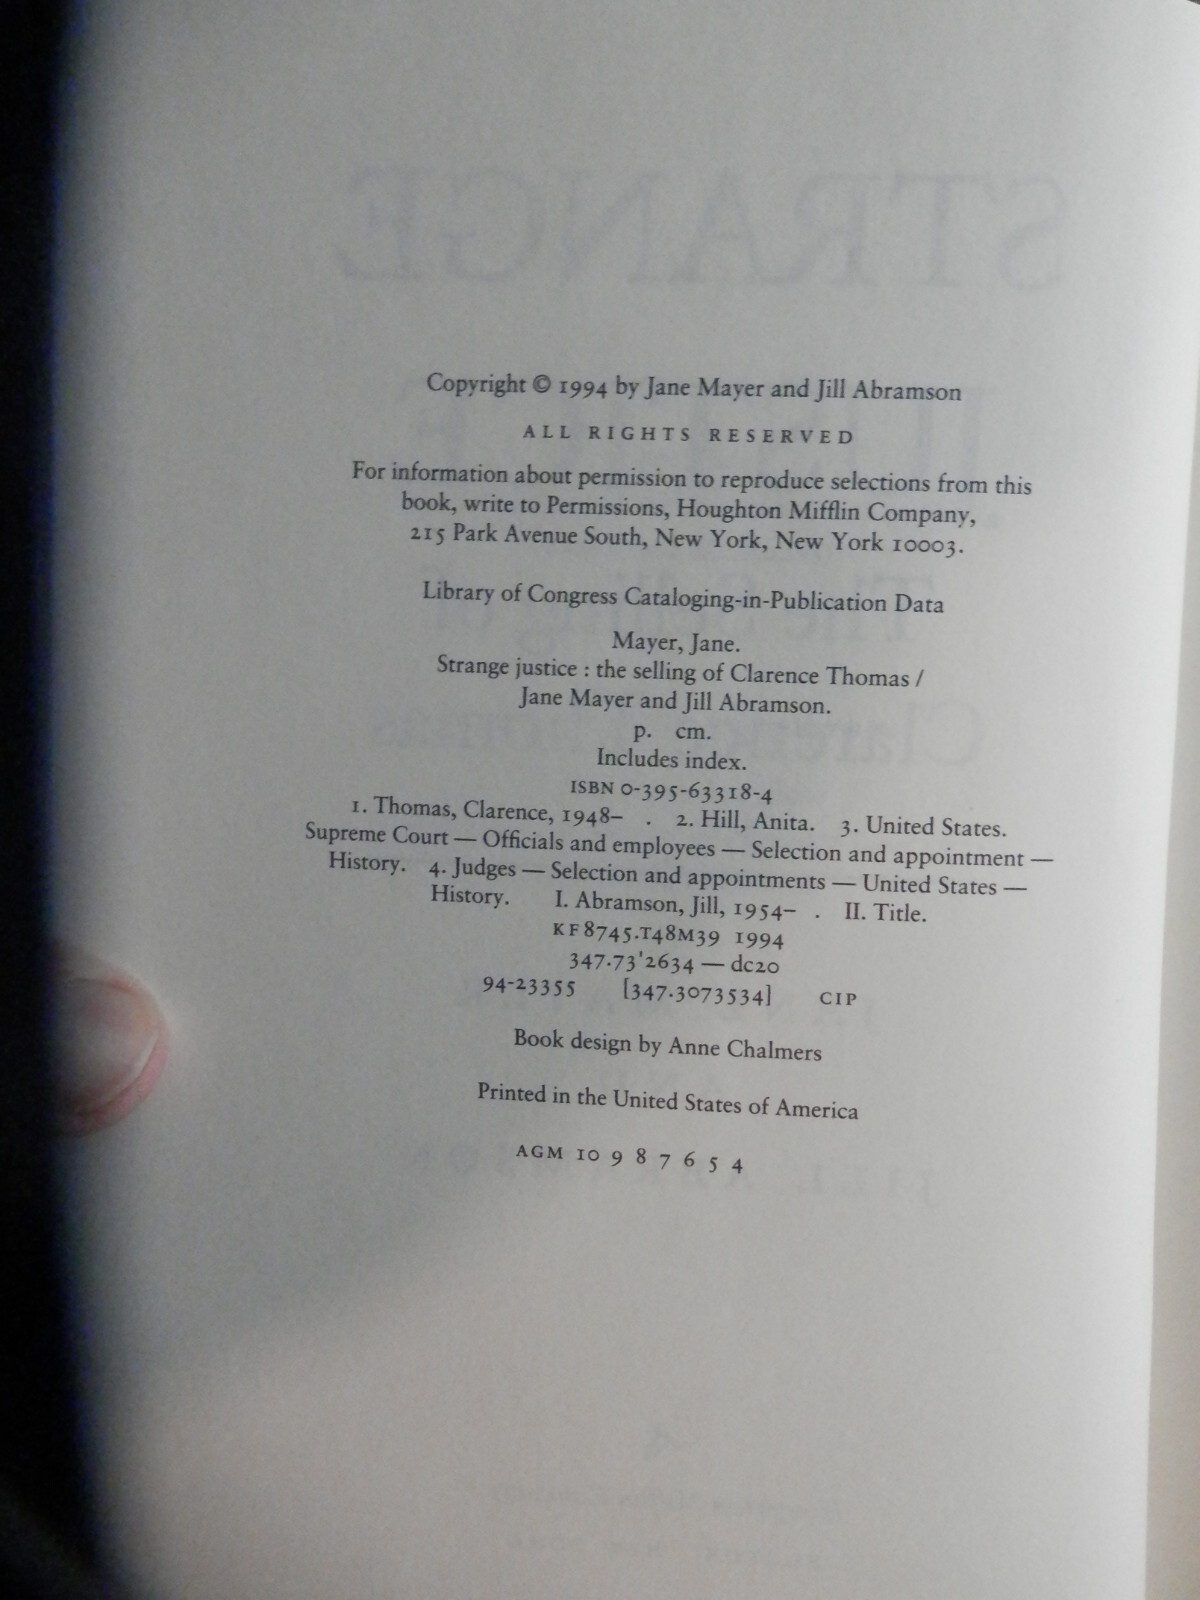 STRANGE
Copyright © 1994 by Jane Mayer and Jill Abramson
ALL RIGHTS RESERVED
For information about permission to reproduce selections from this
book, write to Permissions, Houghton Mifflin Company,
215 Park Avenue South, New York, New York 10003.
Library of Congress Cataloging-in-Publication Data
Mayer, Jane.
Strange justice : the selling of Clarence Thomas /
Jane Mayer and Jill Abramson.
p. cm.
Includes index.
ISBN 0-395-63318-4
1. Thomas, Clarence, 1948– . 2. Hill, Anita. 3. United States.
Supreme Court — Officials and employees — Selection and appointment —
History. 4. Judges — Selection and appointments — United States —
History. I. Abramson, Jill, 1954– . II. Title.
KF8745.T48M39 1994
347.73'2634 — dc20
94-23355 [347.3073534] CIP
Book design by Anne Chalmers
Printed in the United States of America
AGM 10 9 8 7 6 5 4